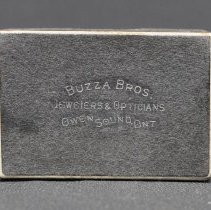 BUZZA BROS.
JEWELERS & OPTICIANS
OWEN SOUND, ONT